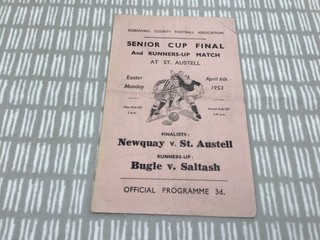 CORNWALL COUNTY FOOTBALL ASSOCIATION
SENIOR CUP FINAL
And RUNNERS-UP MATCH
AT ST. AUSTELL
Easter
Monday
April 6th
1953
FINALISTS:
Newquay v. St. Austell
RUNNERS-UP:
Bugle v. Saltash
OFFICIAL PROGRAMME 3d.